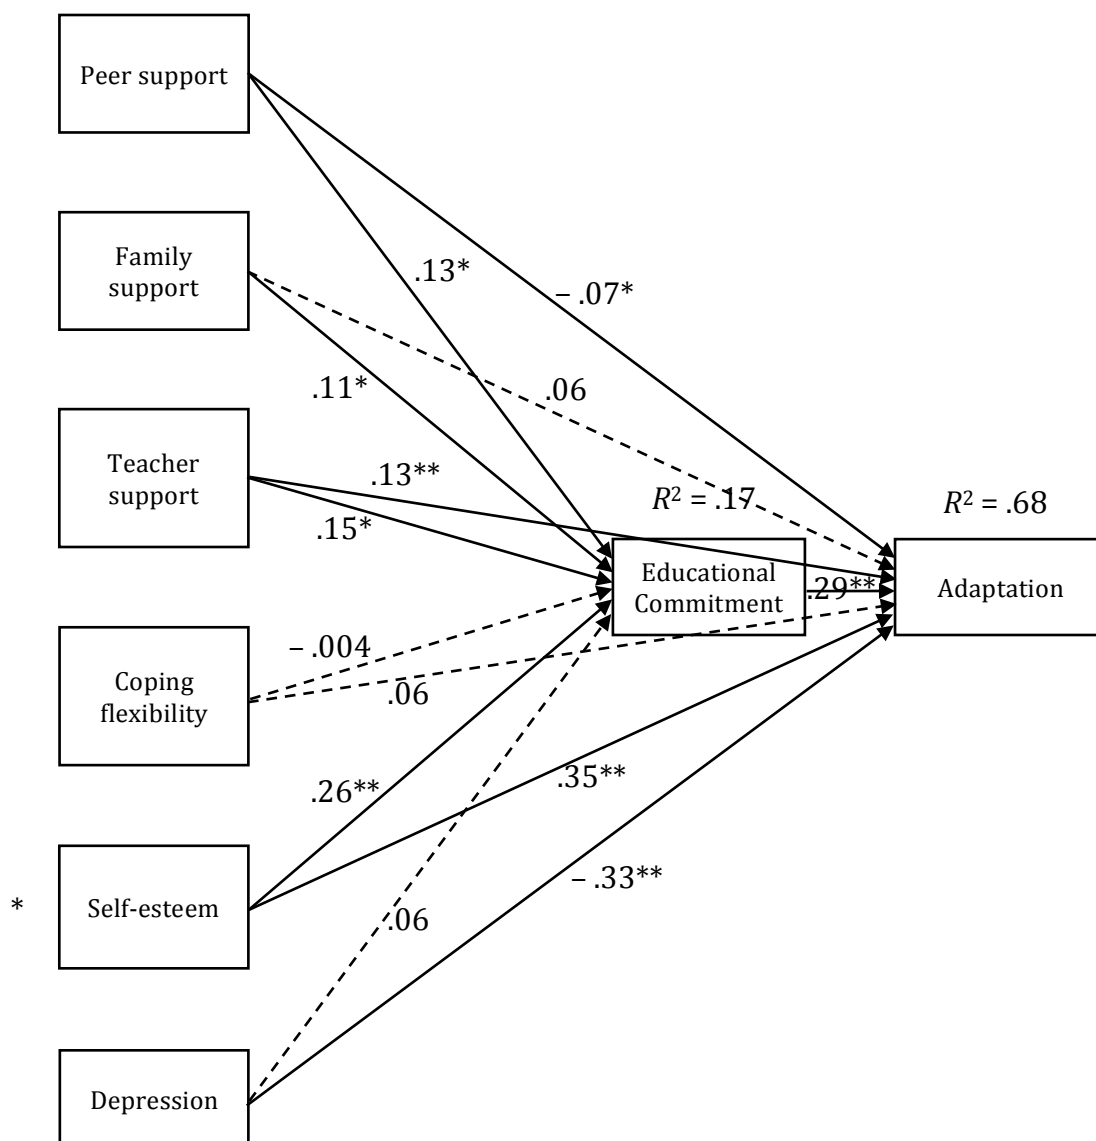 Peer support
Family
support
.13*
– .07*
.11*
.06
Teacher
support
.13**
.15*
R² = .17
R² = .68
Educational
Commitment
.29**
Adaptation
– .004
Coping
flexibility
.06
.26**
.35**
– .33**
*
Self-esteem
.06
Depression